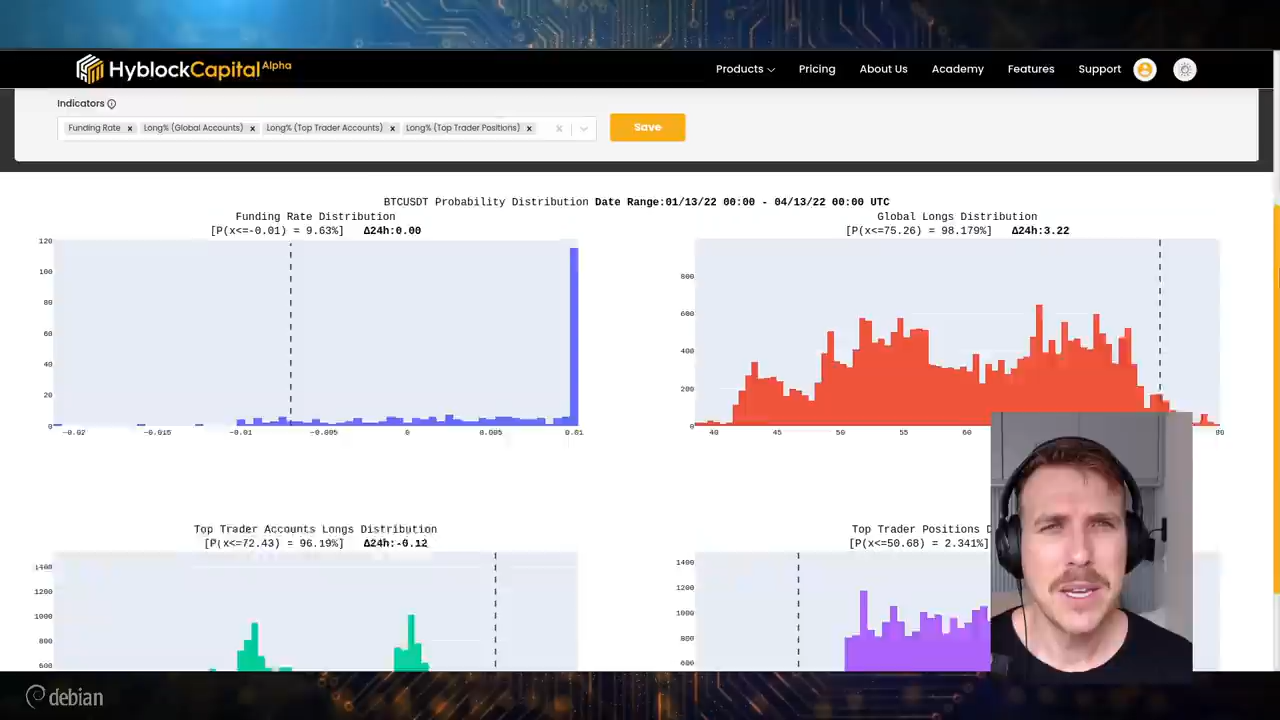 HyblockCapital Alpha
Products Pricing About Us Academy Features Support
Indicators
Funding Rate x Long% (Global Accounts) x Long% (Top Trader Accounts) x Long% (Top Trader Positions) x
Save
BTCUSDT Probability Distribution Date Range:01/13/22 00:00 - 04/13/22 00:00 UTC
Funding Rate Distribution
[P(x<=-0.01) = 9.63%] Δ24h:0.00
120
100
80
60
40
20
0
−0.02 −0.015 −0.01 −0.005 0 0.005 0.01
Global Longs Distribution
[P(x<=75.26) = 98.179%] Δ24h:3.22
800
600
400
200
0
40 45 50 55 60 80
Top Trader Accounts Longs Distribution
[P(x<=72.43) = 96.19%] Δ24h:-0.12
1400
1200
1000
800
600
Top Trader Positions D
[P(x<=50.68) = 2.341%]
1400
1200
1000
800
600
debian